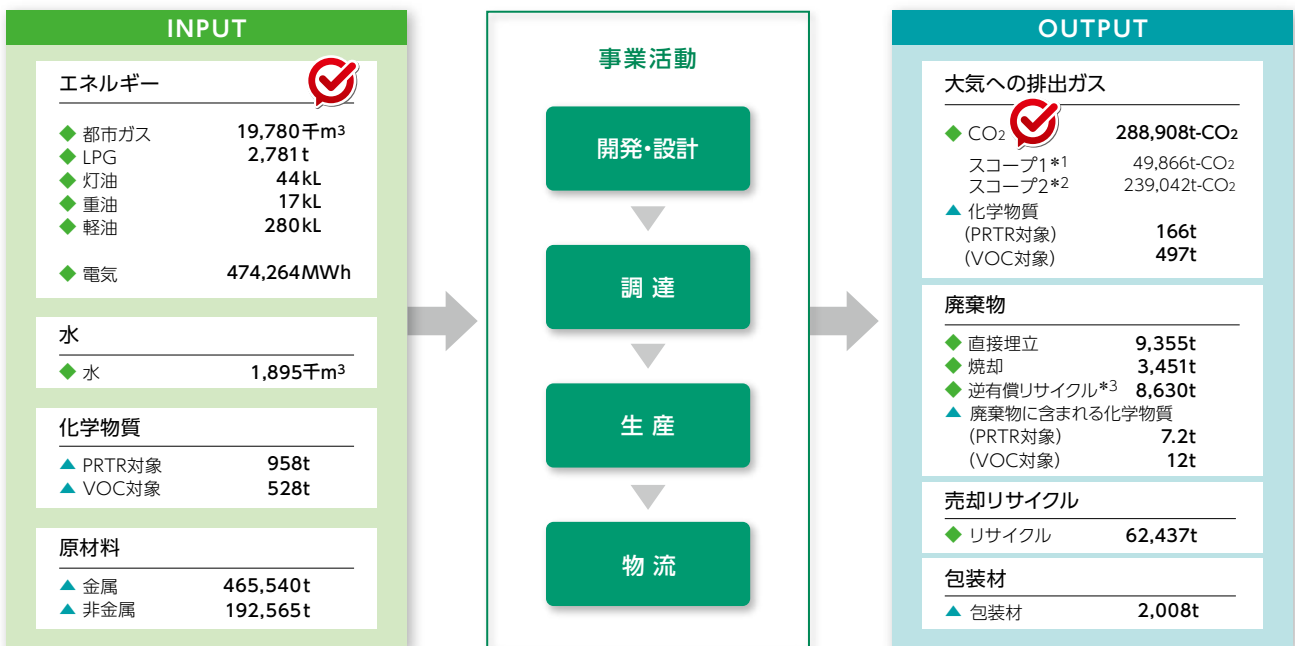 INPUT
エネルギー
◆ 都市ガス 19,780千m³
◆ LPG 2,781t
◆ 灯油 44kL
◆ 重油 17kL
◆ 軽油 280kL
◆ 電気 474,264MWh
水
◆ 水 1,895千m³
化学物質
▲ PRTR対象 958t
▲ VOC対象 528t
原材料
▲ 金属 465,540t
▲ 非金属 192,565t
事業活動
開発・設計
調達
生産
物流
OUTPUT
大気への排出ガス
◆ CO₂ 288,908t-CO₂
スコープ1*1 49,866t-CO₂
スコープ2*2 239,042t-CO₂
▲ 化学物質
(PRTR対象) 166t
(VOC対象) 497t
廃棄物
◆ 直接埋立 9,355t
◆ 焼却 3,451t
◆ 逆有償リサイクル*3 8,630t
▲ 廃棄物に含まれる化学物質
(PRTR対象) 7.2t
(VOC対象) 12t
売却リサイクル
◆ リサイクル 62,437t
包装材
▲ 包装材 2,008t